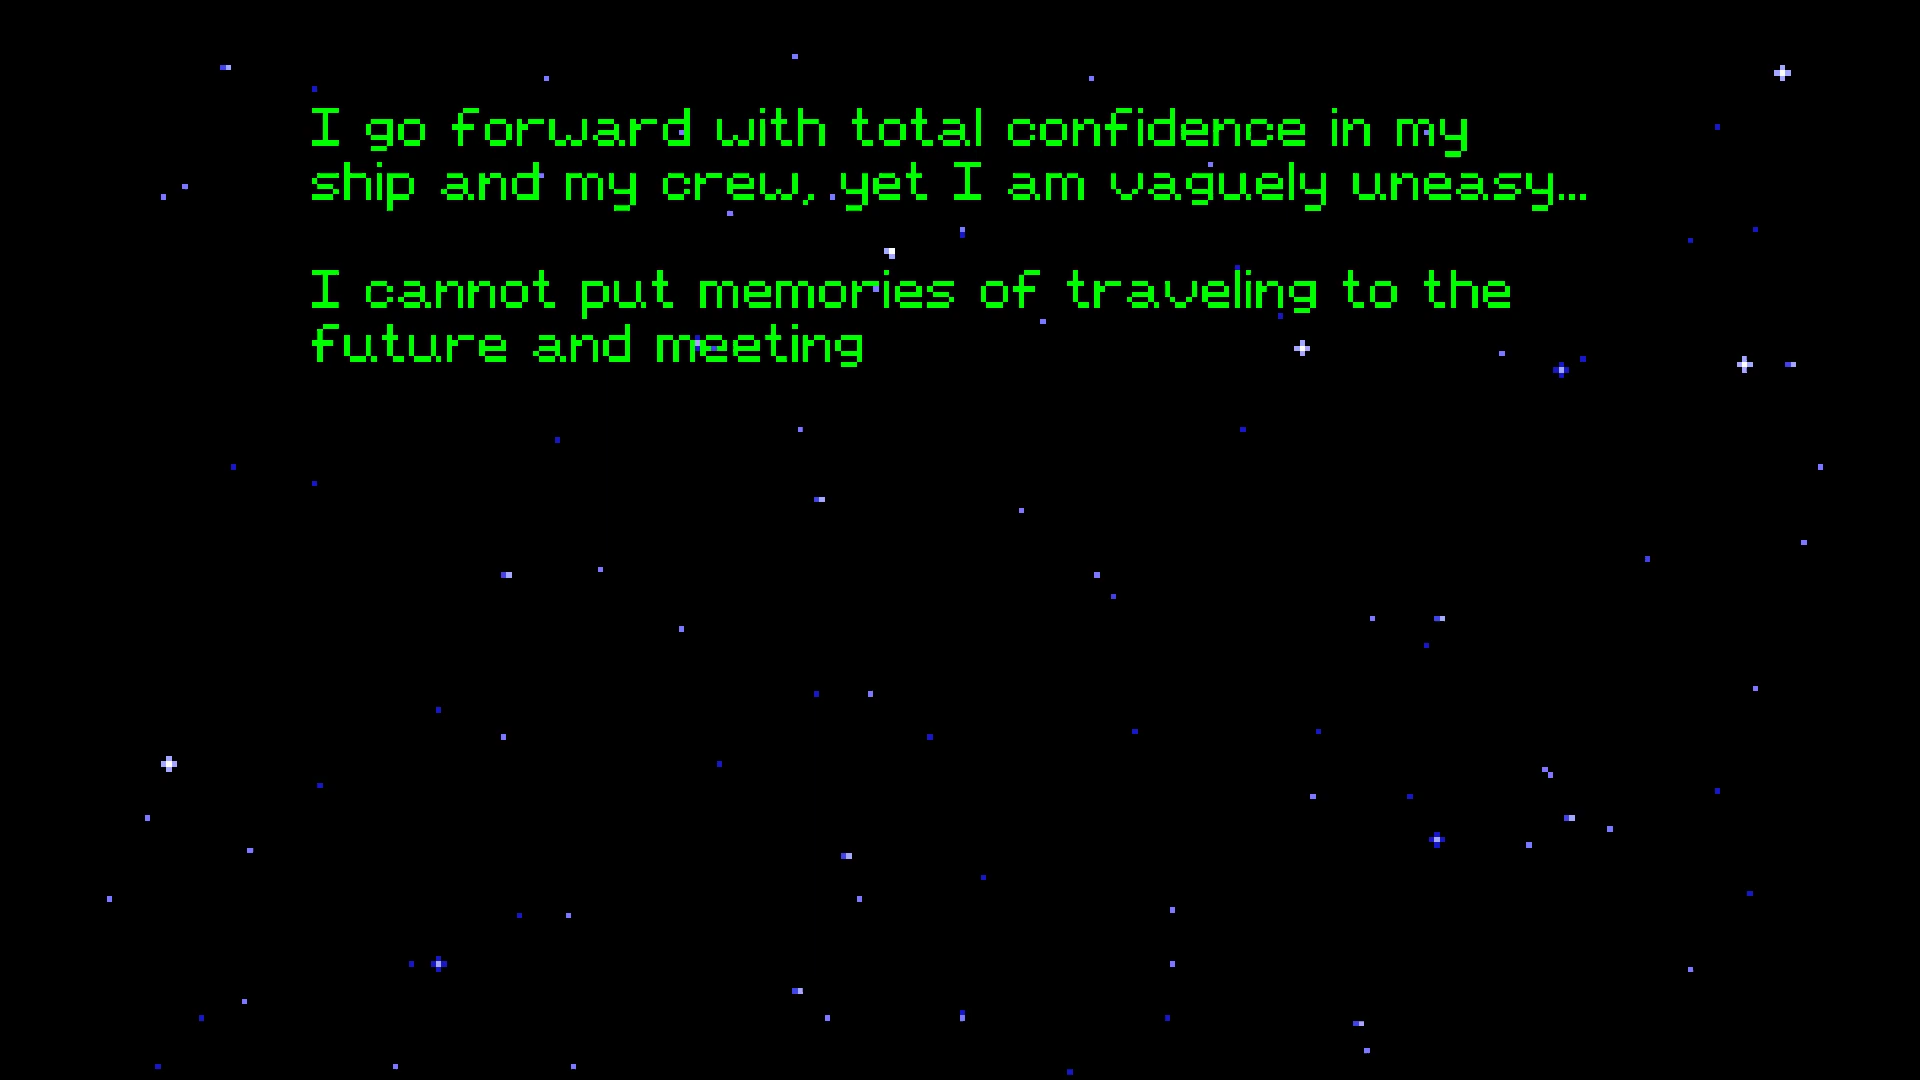 I go forward with total confidence in my
ship and my crew, yet I am vaguely uneasy...
I cannot put memories of traveling to the
future and meeting